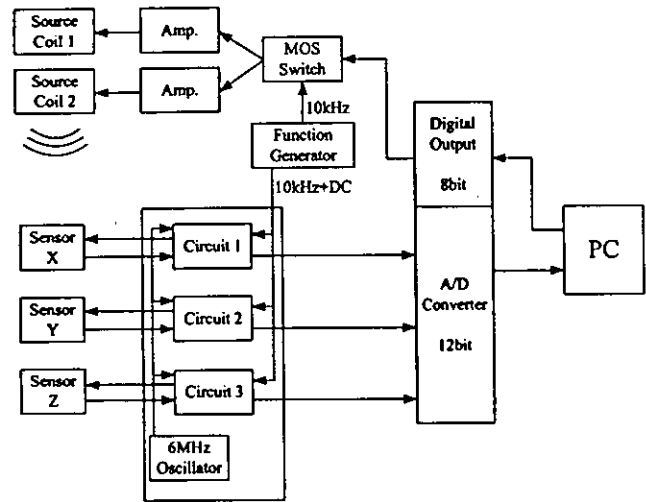 Source
Coil 1
Amp.
MOS
Switch
Source
Coil 2
Amp.
10kHz
Function
Generator
Digital
Output
8bit
10kHz+DC
Sensor
X
Circuit 1
PC
A/D
Converter
12bit
Sensor
Y
Circuit 2
Sensor
Z
Circuit 3
6MHz
Oscillator